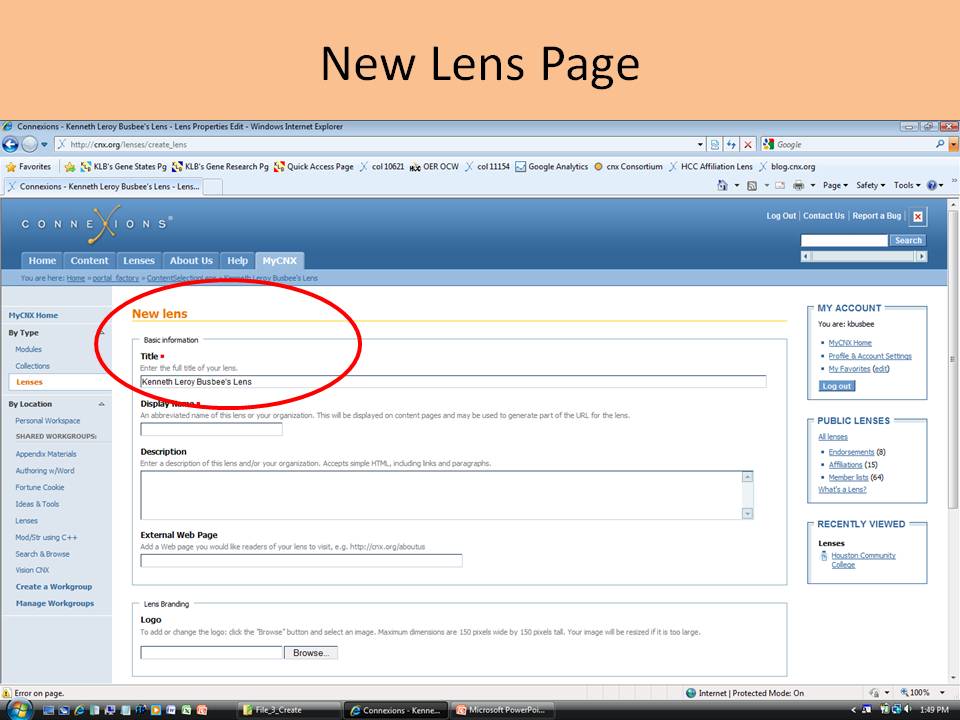 New Lens Page
Connexions - Kenneth Leroy Busbee's Lens - Lens Properties Edit - Windows Internet Explorer
http://cnx.org/lenses/create_lens
Google
Favorites KLB's Gene States Pg KLB's Gene Research Pg Quick Access Page col 10621 OER OCW col 11154 Google Analytics cnx Consortium HCC Affiliation Lens blog.cnx.org
Connexions - Kenneth Leroy Busbee's Lens - Lens...
Page Safety Tools
CONNEXIONS®
Log Out | Contact Us | Report a Bug
Search
Home Content Lenses About Us Help MyCNX
You are here: Home » portal_factory » ContentSelectionLens » Kenneth Leroy Busbee's Lens
MyCNX Home
By Type
Modules
Collections
Lenses
By Location
Personal Workspace
SHARED WORKGROUPS:
Appendix Materials
Authoring w/Word
Fortune Cookie
Ideas & Tools
Lenses
Mod/Str using C++
Search & Browse
Vision CNX
Create a Workgroup
Manage Workgroups
New lens
Basic information
Title
Enter the full title of your lens.
Kenneth Leroy Busbee's Lens
Display Name
An abbreviated name of this lens or your organization. This will be displayed on content pages and may be used to generate part of the URL for the lens.
Description
Enter a description of this lens and/or your organization. Accepts simple HTML, including links and paragraphs.
External Web Page
Add a Web page you would like readers of your lens to visit, e.g. http://cnx.org/aboutus
Lens Branding
Logo
To add or change the logo: click the "Browse" button and select an image. Maximum dimensions are 150 pixels wide by 150 pixels tall. Your image will be resized if it is too large.
Browse...
MY ACCOUNT
You are: kbusbee
MyCNX Home
Profile & Account Settings
My Favorites (edit)
Log out
PUBLIC LENSES
All lenses
Endorsements (8)
Affiliations (15)
Member lists (64)
What's a Lens?
RECENTLY VIEWED
Lenses
Houston Community
College
Error on page.
Internet | Protected Mode: On
100%
File_3_Create
Connexions - Kenne...
Microsoft PowerPoi...
1:49 PM